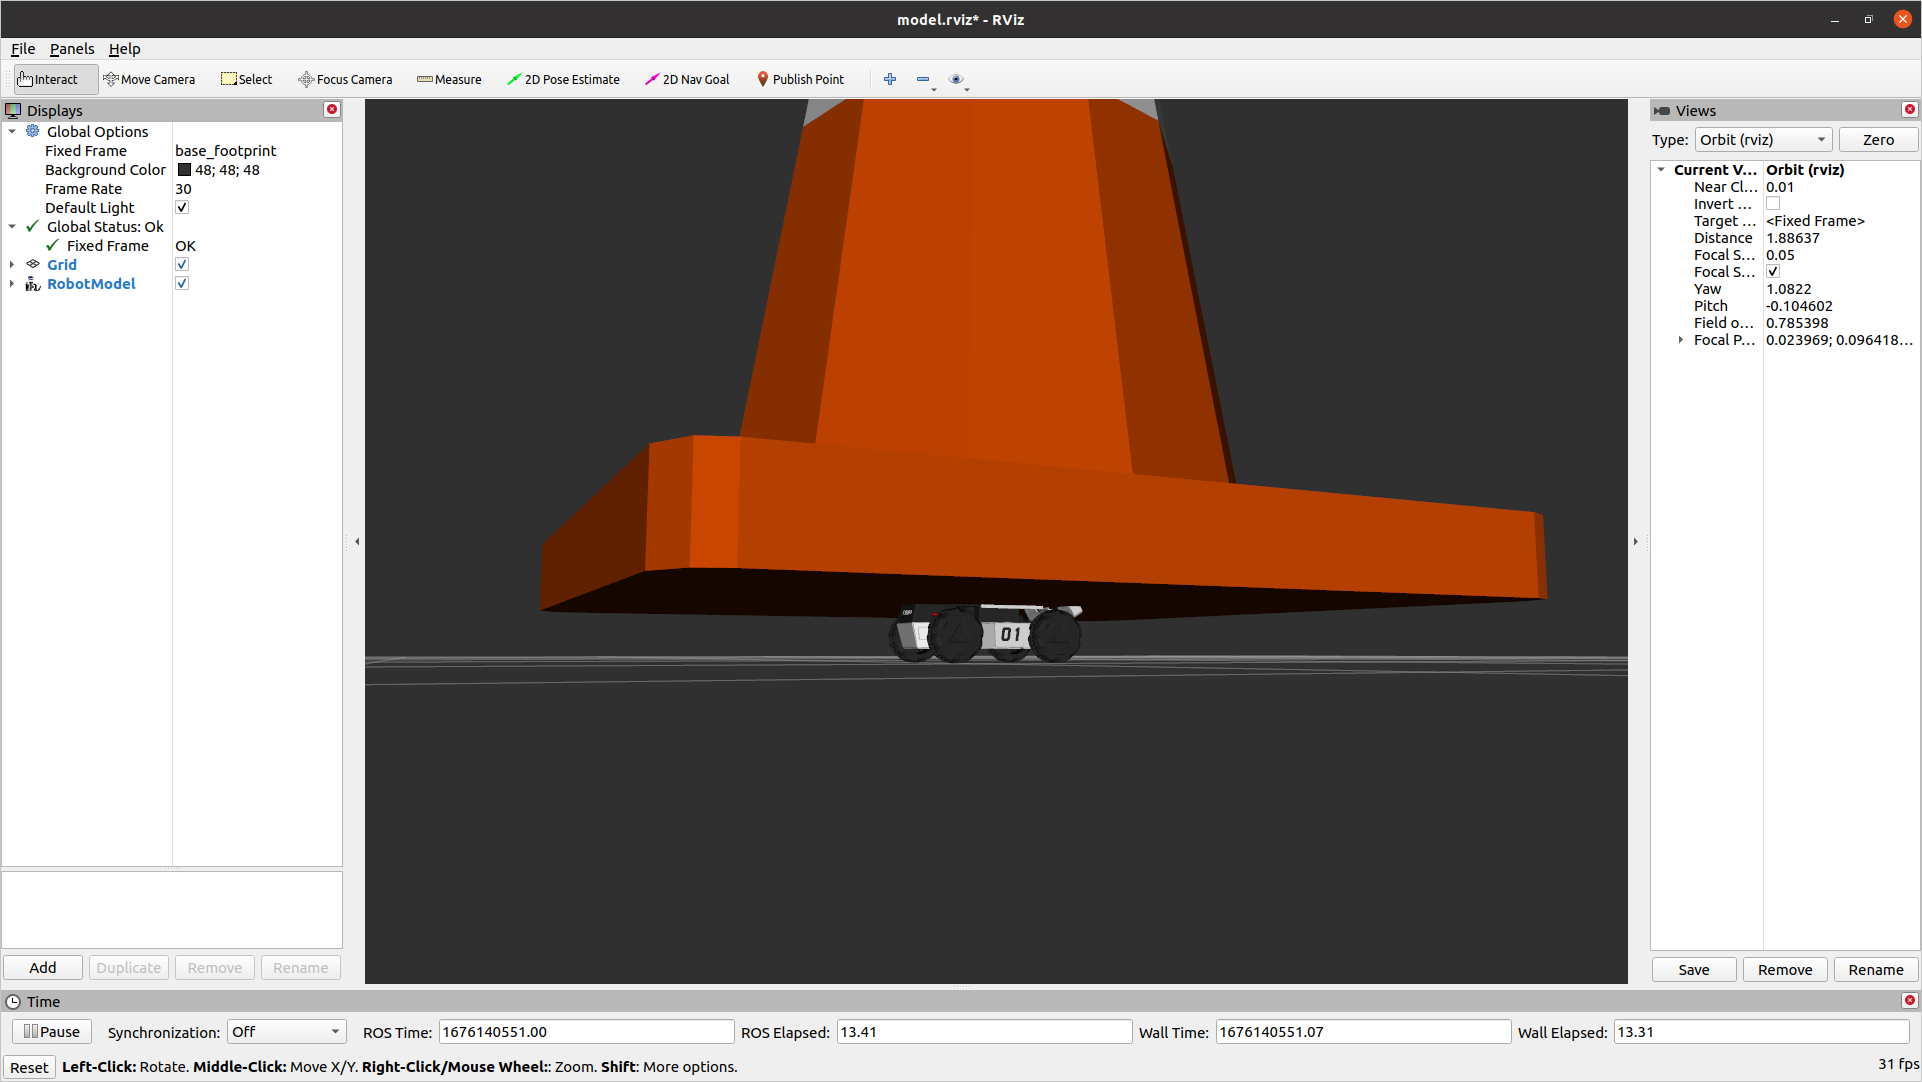 model.rviz* - RViz
File Panels Help
Interact Move Camera Select Focus Camera Measure 2D Pose Estimate 2D Nav Goal Publish Point
Displays
Global Options
Fixed Frame base_footprint
Background Color 48; 48; 48
Frame Rate 30
Default Light
Global Status: Ok
Fixed Frame OK
Grid
RobotModel
Add Duplicate Remove Rename
01
Views
Type: Orbit (rviz) Zero
Current V... Orbit (rviz)
Near Cl... 0.01
Invert ...
Target ... <Fixed Frame>
Distance 1.88637
Focal S... 0.05
Focal S...
Yaw 1.0822
Pitch -0.104602
Field o... 0.785398
Focal P... 0.023969; 0.096418...
Save Remove Rename
Time
Pause Synchronization: Off ROS Time: 1676140551.00 ROS Elapsed: 13.41 Wall Time: 1676140551.07 Wall Elapsed: 13.31
Reset Left-Click: Rotate. Middle-Click: Move X/Y. Right-Click/Mouse Wheel:: Zoom. Shift: More options. 31 fps